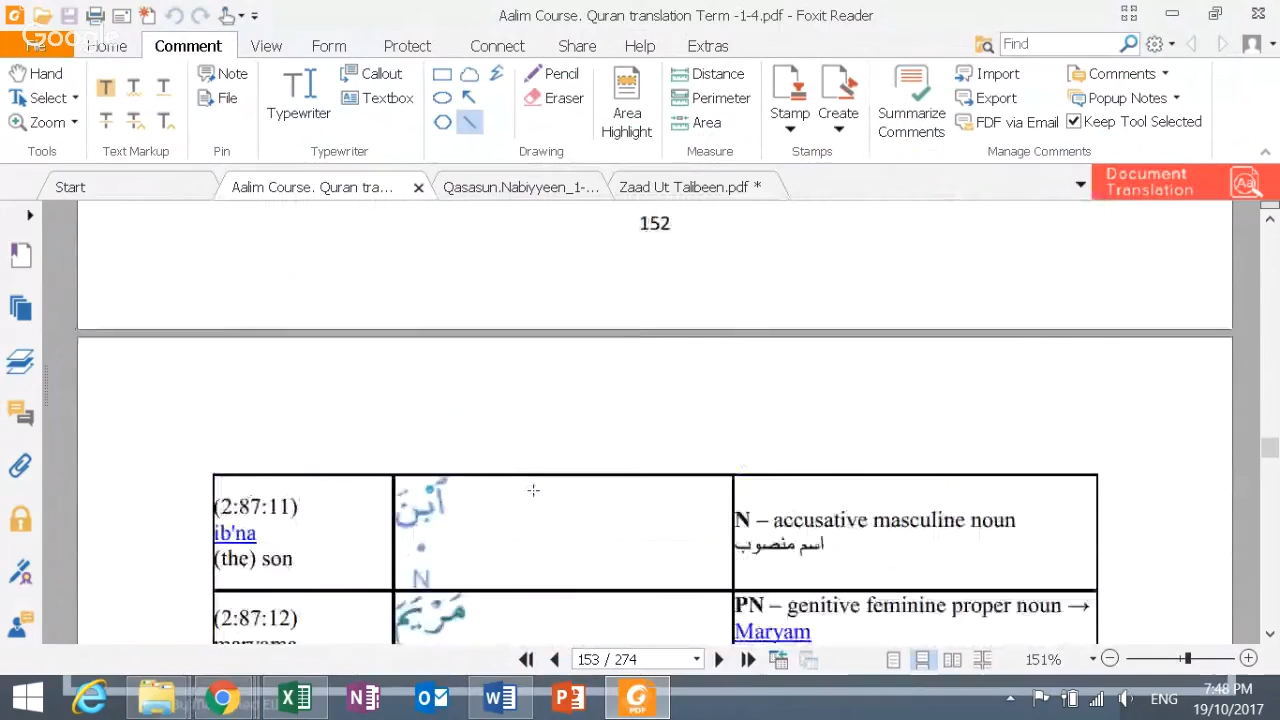 Aalim Course. Quran translation Term -1-4.pdf - Foxit Reader
Google
Home Comment View Form Protect Connect Share Help Extras Find
Hand
Select
Zoom
Tools
Text Markup
Note
File
Pin
Typewriter
Callout
Textbox
Typewriter
Pencil
Eraser
Drawing
Area
Highlight
Distance
Perimeter
Area
Measure
Stamp
Create
Stamps
Summarize
Comments
Import
Export
FDF via Email
Comments
Popup Notes
Keep Tool Selected
Manage Comments
Start
Aalim Course. Quran tra...
Qasasan.Nabiyyeen_1-...
Zaad Ut Talibeen.pdf *
Document
Translation
152
(2:87:11)
ib'na
(the) son
ٱبْنَ
N
N – accusative masculine noun
اسم منصوب
(2:87:12)
مَرْيَمَ
PN – genitive feminine proper noun →
Maryam
153 / 274
151%
ENG
7:48 PM
19/10/2017